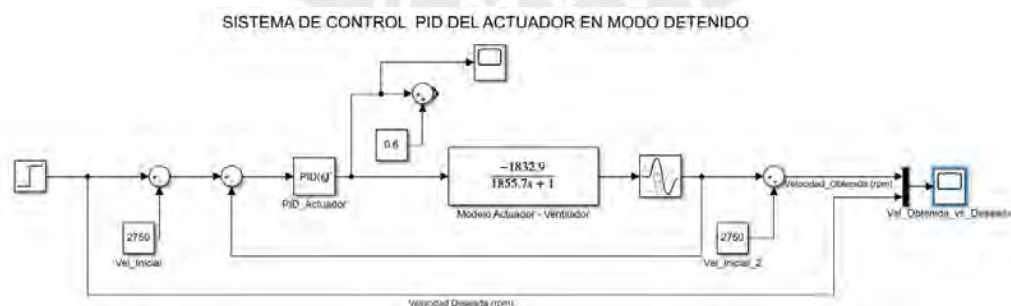 SISTEMA DE CONTROL PID DEL ACTUADOR EN MODO DETENIDO
0.6
PID(s)
PID_Actuador
-1832.9
1855.7s + 1
Modelo Actuador - Ventilador
2750
Vel_Inicial
2750
Vel_Inicial_2
Velocidad_Obtenida (rpm)
Vel_Obtenida_vs_Deseada
Velocidad Deseada (rpm)